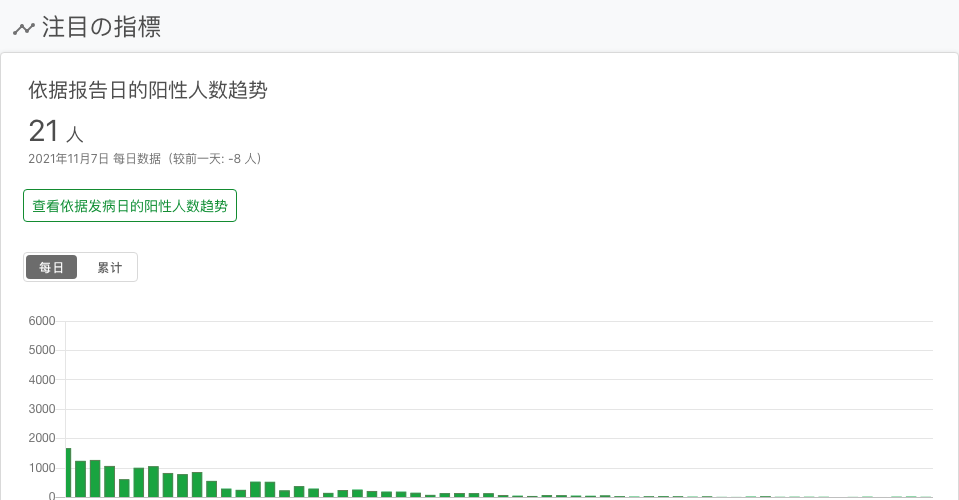 注目の指標
依据报告日的阳性人数趋势
21 人
2021年11月7日 每日数据（较前一天: -8 人）
查看依据发病日的阳性人数趋势
每日 累计
6000
5000
4000
3000
2000
1000
0